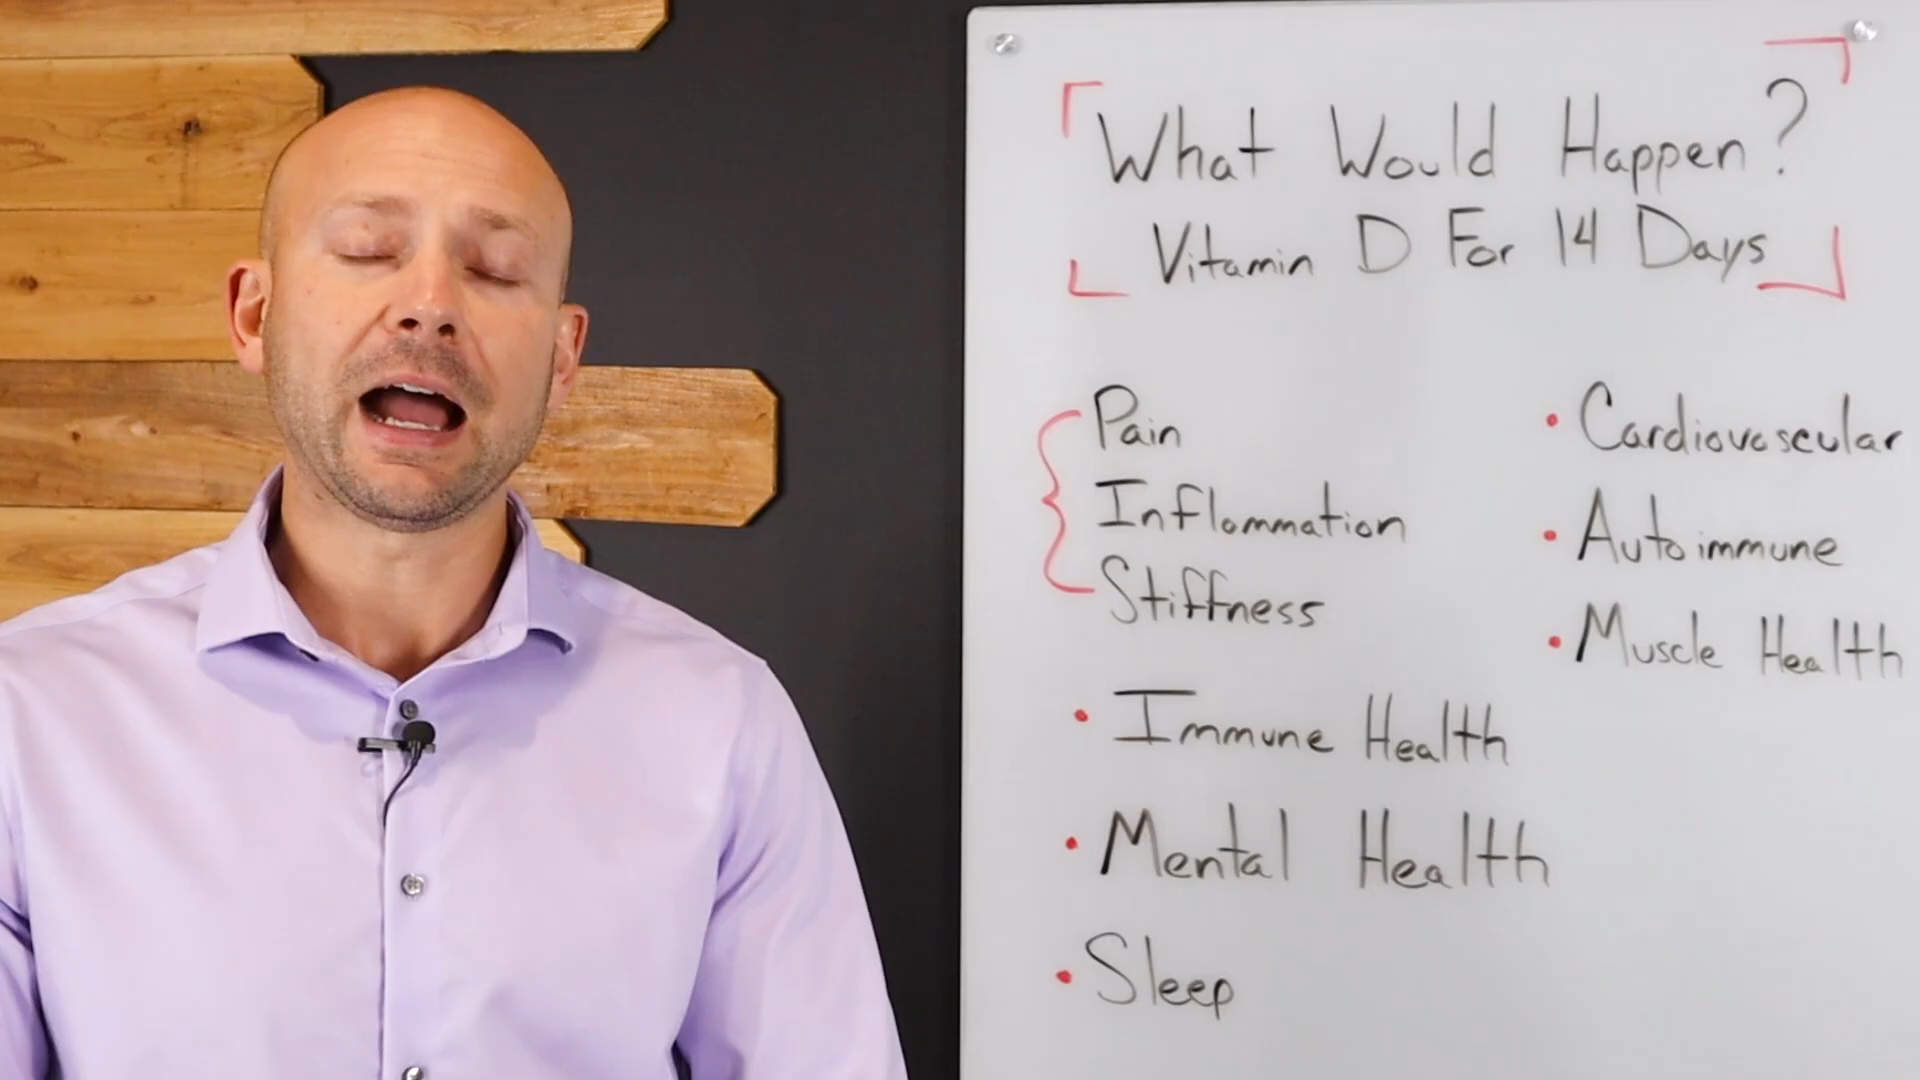 What Would Happen?
Vitamin D For 14 Days
Pain
Inflammation
Stiffness
• Immune Health
• Mental Health
• Sleep
• Cardiovascular
• Autoimmune
• Muscle Health